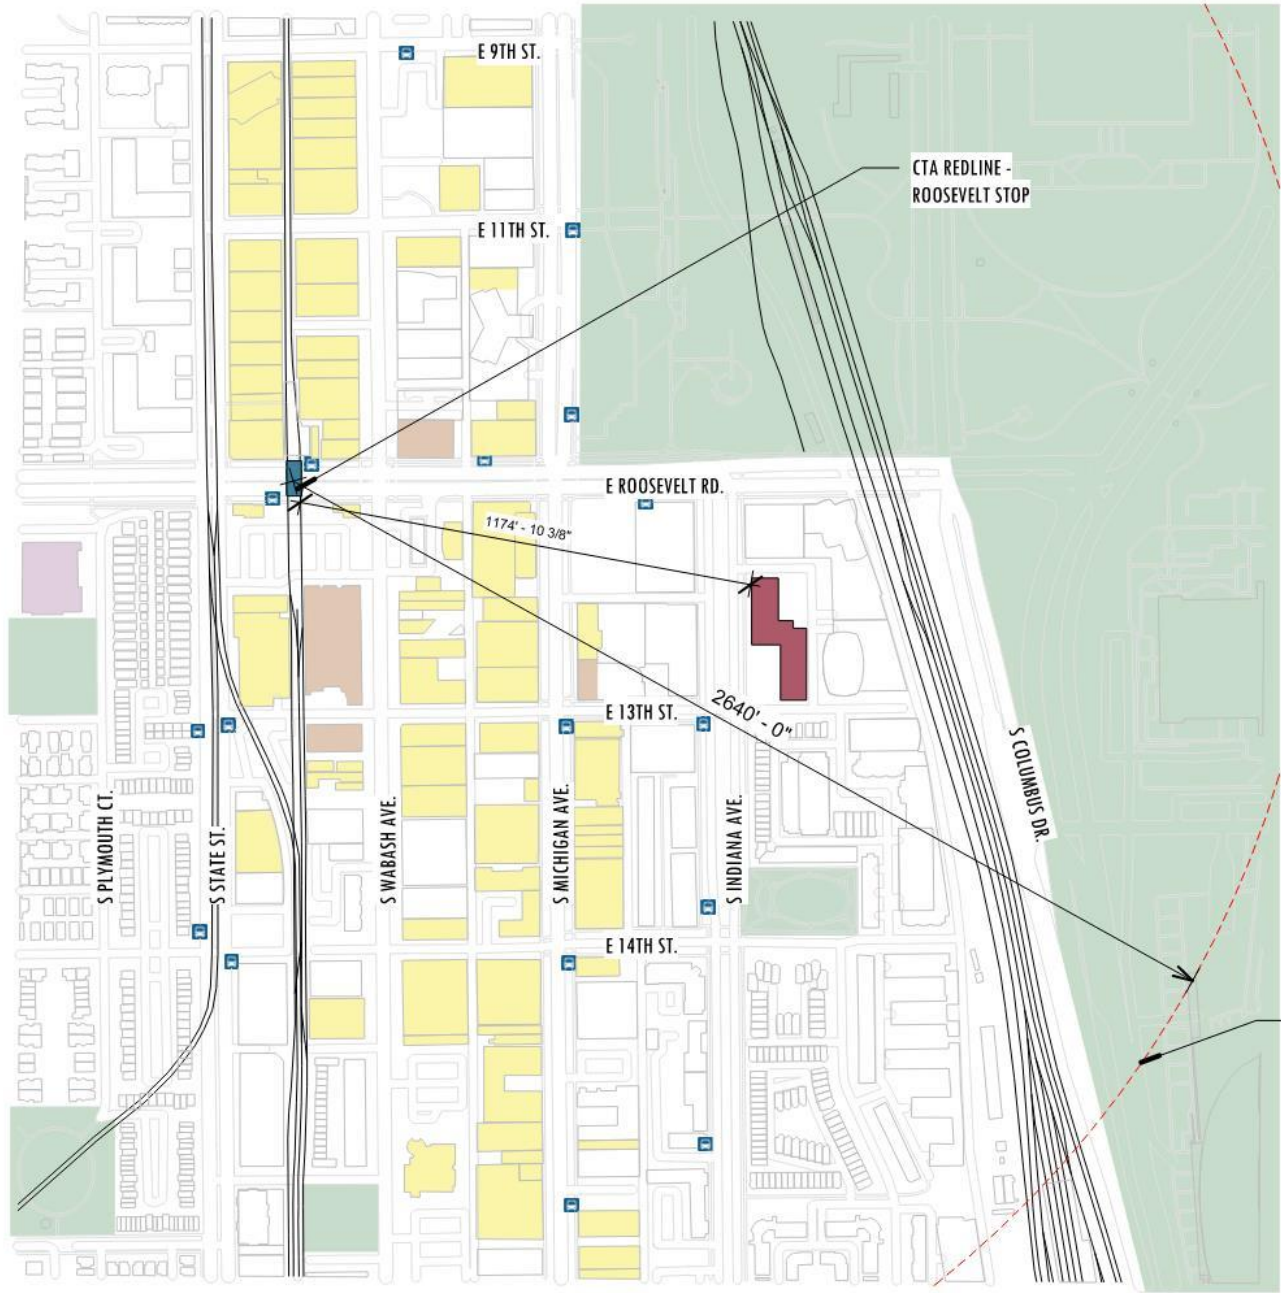 E 9TH ST.
CTA REDLINE -
ROOSEVELT STOP
E 11TH ST.
E ROOSEVELT RD.
1174' - 10 3/8"
2640' - 0"
E 13TH ST.
S COLUMBUS DR.
S PLYMOUTH CT.
S STATE ST.
S WABASH AVE.
S MICHIGAN AVE.
S INDIANA AVE.
E 14TH ST.